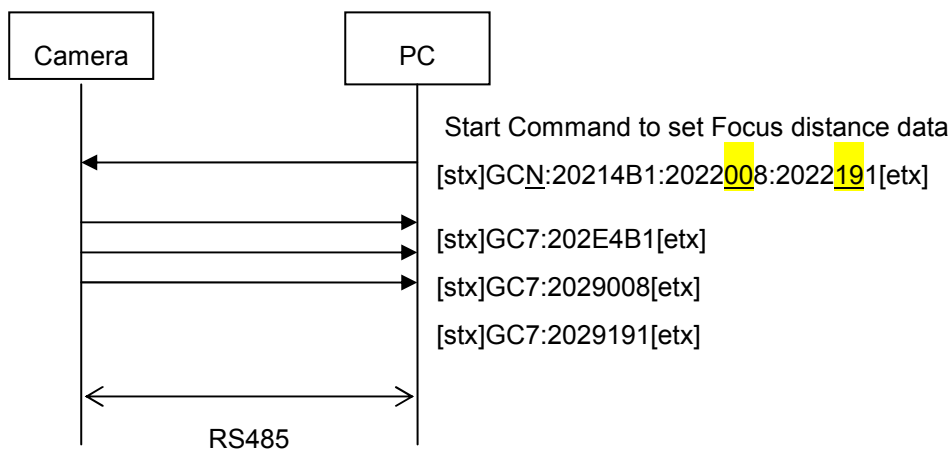 Camera
PC
Start Command to set Focus distance data
[stx]GCN:20214B1:2022008:2022191[etx]
[stx]GC7:202E4B1[etx]
[stx]GC7:2029008[etx]
[stx]GC7:2029191[etx]
RS485